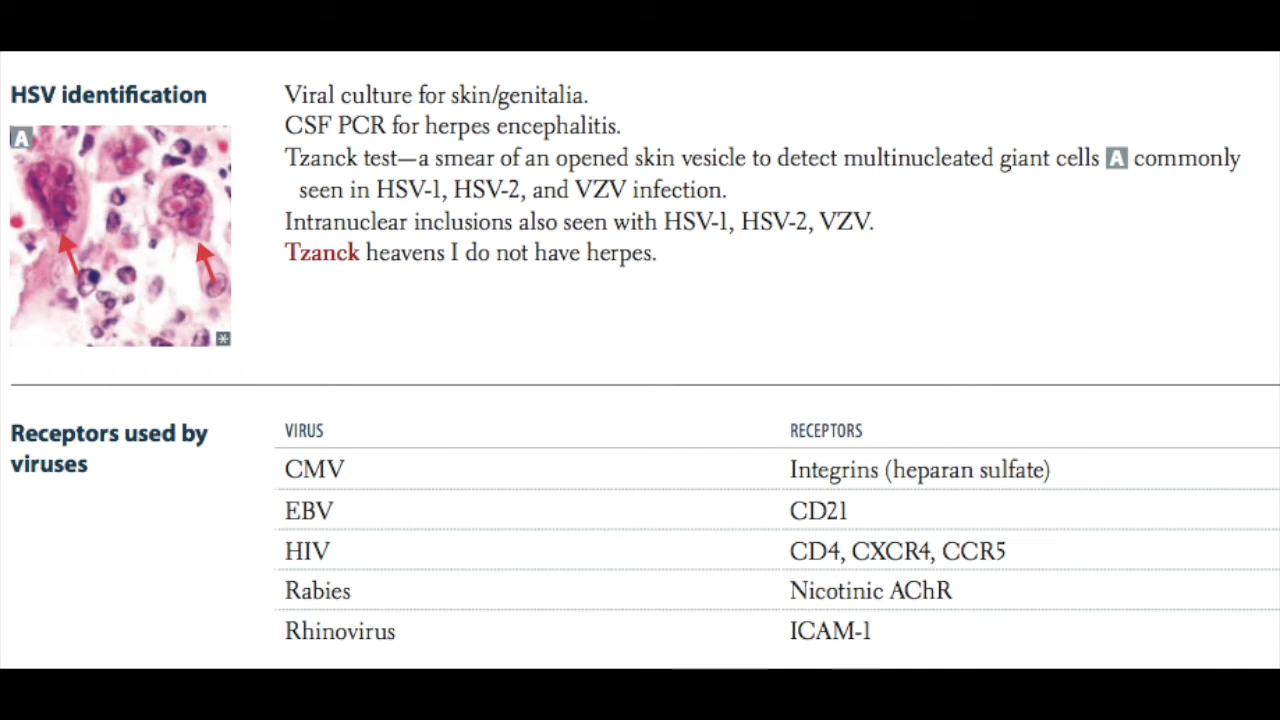 HSV identification
A
Viral culture for skin/genitalia.
CSF PCR for herpes encephalitis.
Tzanck test—a smear of an opened skin vesicle to detect multinucleated giant cells A commonly
seen in HSV-1, HSV-2, and VZV infection.
Intranuclear inclusions also seen with HSV-1, HSV-2, VZV.
Tzanck heavens I do not have herpes.
Receptors used by
viruses
VIRUS RECEPTORS
CMV Integrins (heparan sulfate)
EBV CD21
HIV CD4, CXCR4, CCR5
Rabies Nicotinic AChR
Rhinovirus ICAM-1